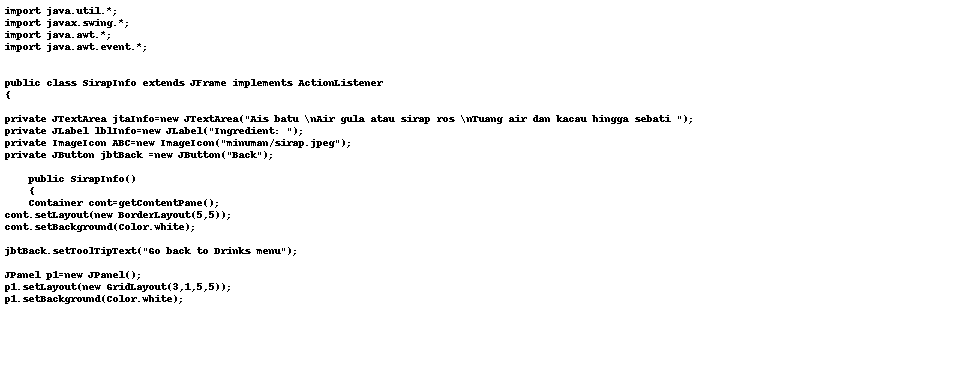 import java.util.*;
import javax.swing.*;
import java.awt.*;
import java.awt.event.*;
public class SirapInfo extends JFrame implements ActionListener
{
private JTextArea jtaInfo=new JTextArea("Ais batu \nAir gula atau sirap ros \nTuang air dan kacau hingga sebati ");
private JLabel lblInfo=new JLabel("Ingredient: ");
private ImageIcon ABC=new ImageIcon("minuman/sirap.jpeg");
private JButton jbtBack =new JButton("Back");
public SirapInfo()
{
Container cont=getContentPane();
cont.setLayout(new BorderLayout(5,5));
cont.setBackground(Color.white);
jbtBack.setToolTipText("Go back to Drinks menu");
JPanel p1=new JPanel();
p1.setLayout(new GridLayout(3,1,5,5));
p1.setBackground(Color.white);